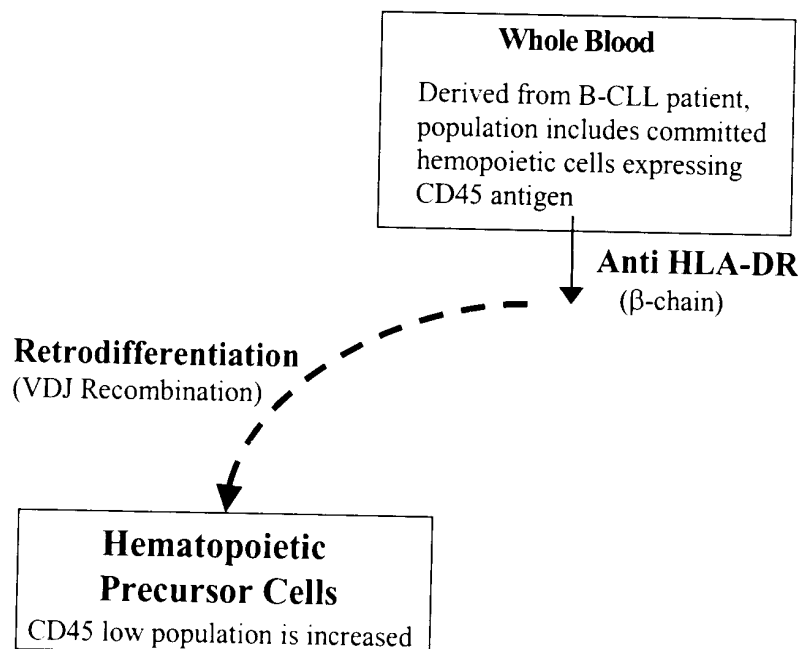 Whole Blood
Derived from B-CLL patient,
population includes committed
hemopoietic cells expressing
CD45 antigen
Anti HLA-DR
(β-chain)
Retrodifferentiation
(VDJ Recombination)
Hematopoietic
Precursor Cells
CD45 low population is increased